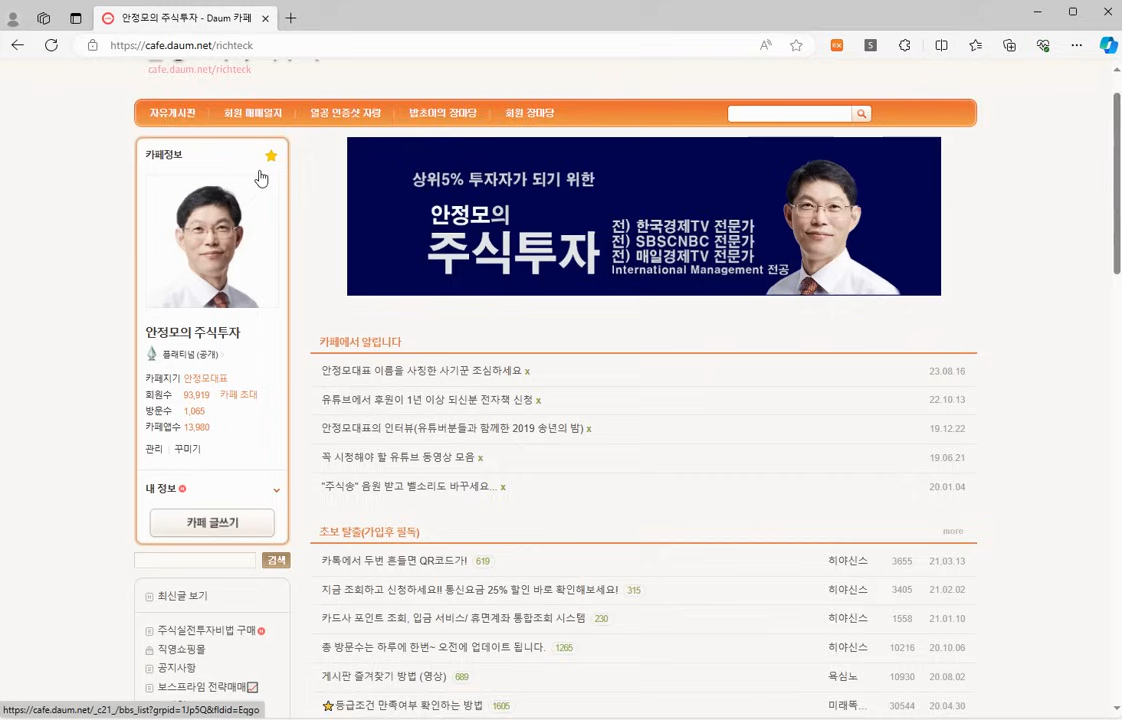 안정모의 주식투자 - Daum 카페
https://cafe.daum.net/richteck
cafe.daum.net/richteck
자유게시판 회원 매매일지 열공 인증샷 자랑 밥초이의 장마당 회원 장마당
카페정보
상위5% 투자자가 되기 위한
안정모의
주식투자
전) 한국경제TV 전문가
전) SBSCNBC 전문가
전) 매일경제TV 전문가
International Management 전공
안정모의 주식투자
플래티넘 (공개)
카페지기 안정모대표
회원수 93,919 카페 초대
방문수 1,065
카페앱수 13,980
관리 꾸미기
내 정보
카페 글쓰기
검색
최신글 보기
주식실전투자비법 구매
직영쇼핑몰
공지사항
보스프라임 전략매매
카페에서 알립니다
안정모대표 이름을 사칭한 사기꾼 조심하세요 x 23.08.16
유튜브에서 후원이 1년 이상 되신분 전자책 신청 x 22.10.13
안정모대표의 인터뷰(유튜버분들과 함께한 2019 송년의 밤) x 19.12.22
꼭 시청해야 할 유튜브 동영상 모음 x 19.06.21
"주식송" 음원 받고 벨소리도 바꾸세요... x 20.01.04
초보 탈출(가입후 필독) more
카톡에서 두번 흔들면 QR코드가! 619 히야신스 3655 21.03.13
지금 조회하고 신청하세요!! 통신요금 25% 할인 바로 확인해보세요! 315 히야신스 3405 21.02.02
카드사 포인트 조회, 입금 서비스/ 휴면계좌 통합조회 시스템 230 히야신스 1558 21.01.10
총 방문수는 하루에 한번~ 오전에 업데이트 됩니다. 1265 히야신스 10216 20.10.06
게시판 즐겨찾기 방법 (영상) 689 욕심노 10930 20.08.02
등급조건 만족여부 확인하는 방법 1605 미래똑... 30544 20.04.30
https://cafe.daum.net/_c21_/bbs_list?grpid=1Jp5Q&fldid=Eqgo